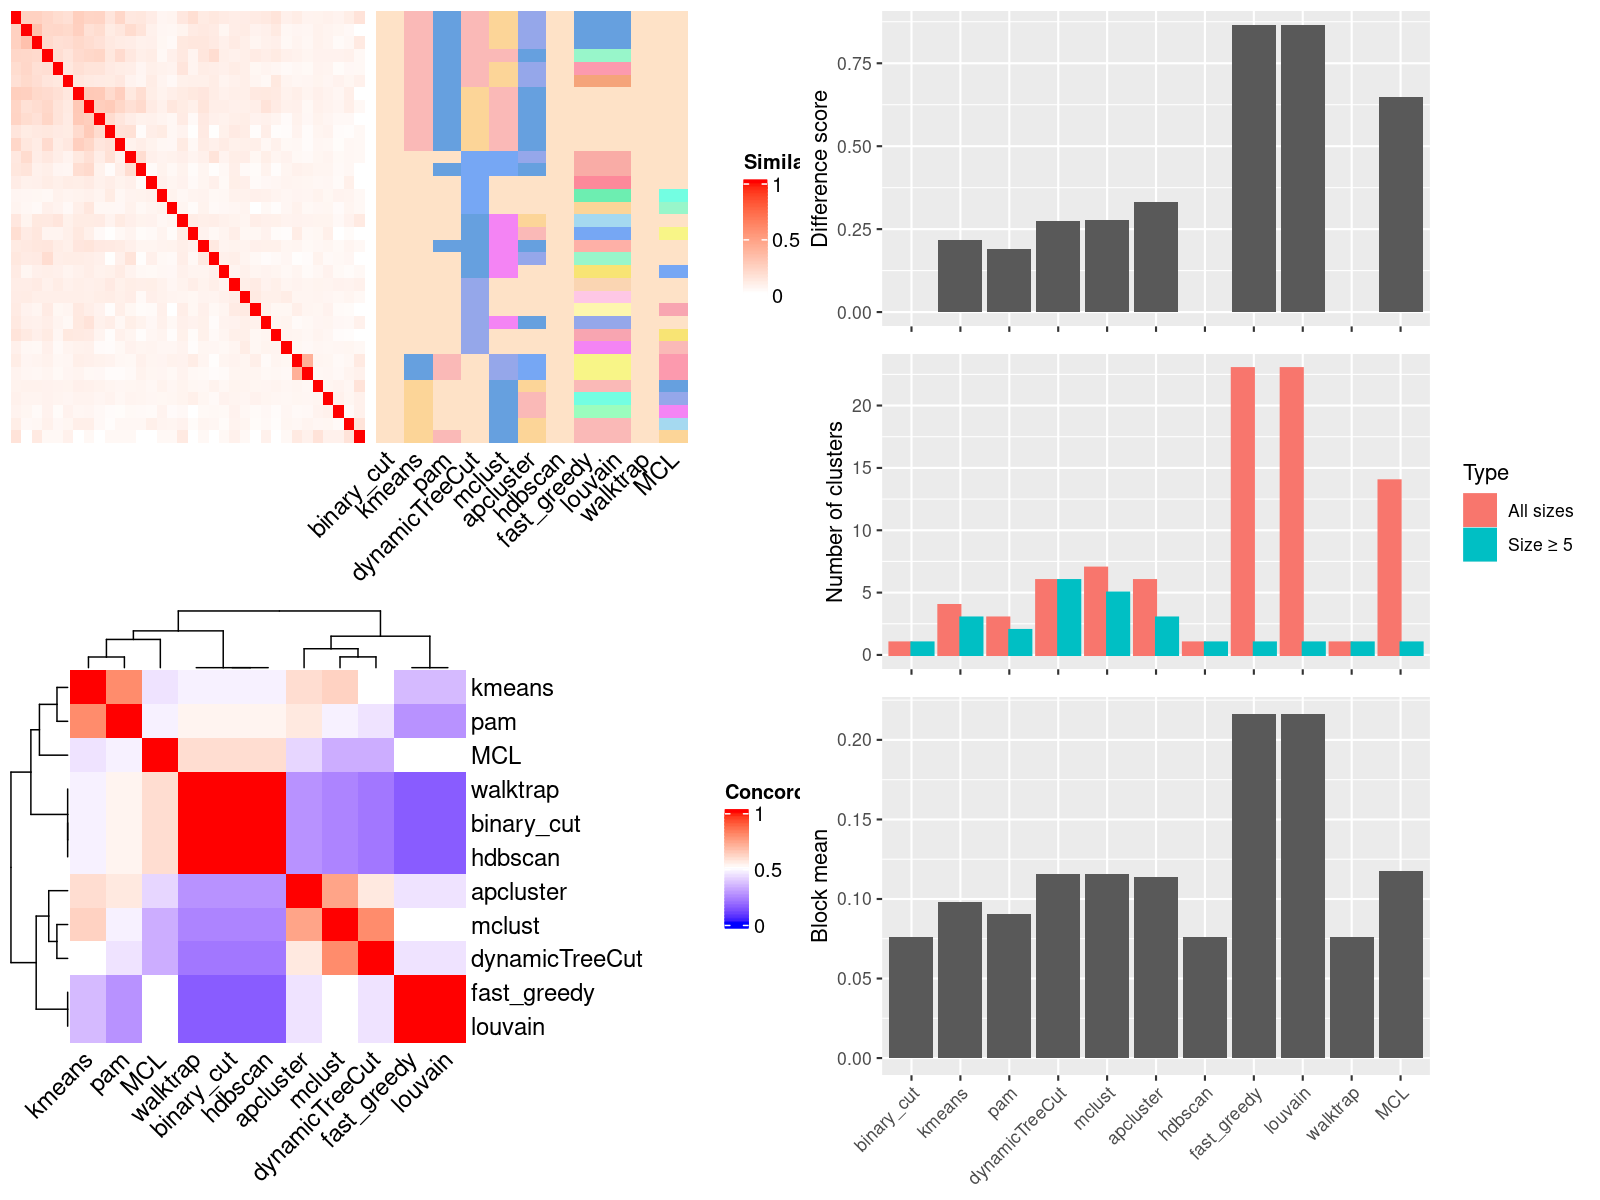 Simila
1
0.5
0
binary_cut
kmeans
pam
dynamicTreeCut
mclust
apcluster
hdbscan
fast_greedy
louvain
walktrap
MCL
kmeans
pam
MCL
walktrap
binary_cut
hdbscan
apcluster
mclust
dynamicTreeCut
fast_greedy
louvain
kmeans
pam
MCL
walktrap
binary_cut
hdbscan
apcluster
mclust
dynamicTreeCut
fast_greedy
louvain
Concord
1
0.5
0
Difference score
0.75
0.50
0.25
0.00
Number of clusters
20
15
10
5
0
Type
All sizes
Size ≥ 5
Block mean
0.20
0.15
0.10
0.05
0.00
binary_cut
kmeans
pam
dynamicTreeCut
mclust
apcluster
hdbscan
fast_greedy
louvain
walktrap
MCL